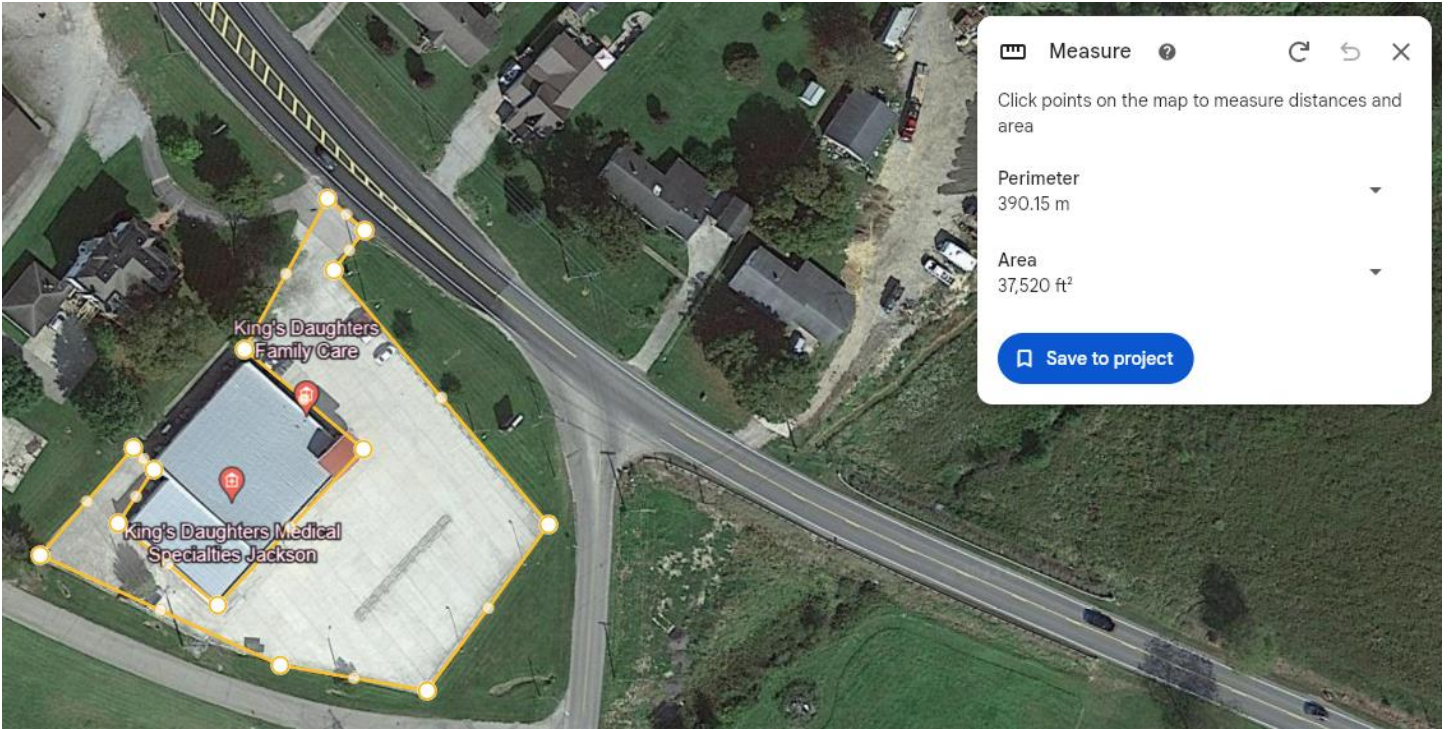 Measure
Click points on the map to measure distances and
area
Perimeter
390.15 m
Area
37,520 ft²
Save to project
King's Daughters
Family Care
King's Daughters Medical
Specialties Jackson